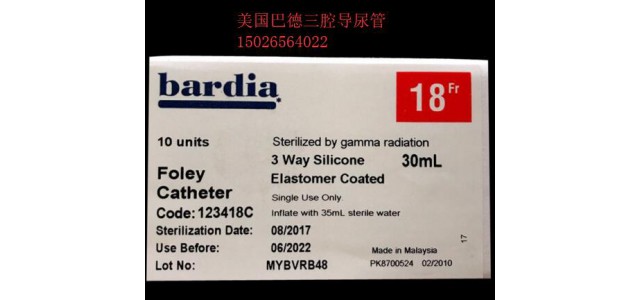 美国巴德三腔导尿管
15026564022
bardia
18 Fr
10 units
Sterilized by gamma radiation
3 Way Silicone 30mL
Elastomer Coated
Foley
Catheter
Single Use Only.
Code: 123418C
Inflate with 35mL sterile water
Sterilization Date: 08/2017
Use Before: 06/2022
Made in Malaysia
Lot No: MYBVRB48
PK8700524 02/2010
17